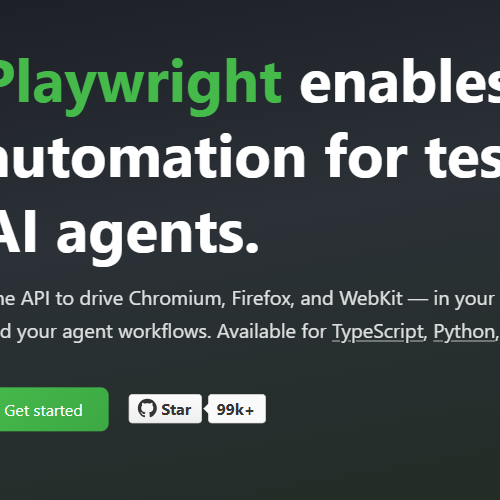 Playwright enables
automation for tes
AI agents.
ne API to drive Chromium, Firefox, and WebKit — in your
d your agent workflows. Available for TypeScript, Python,
Get started
Star
99k+